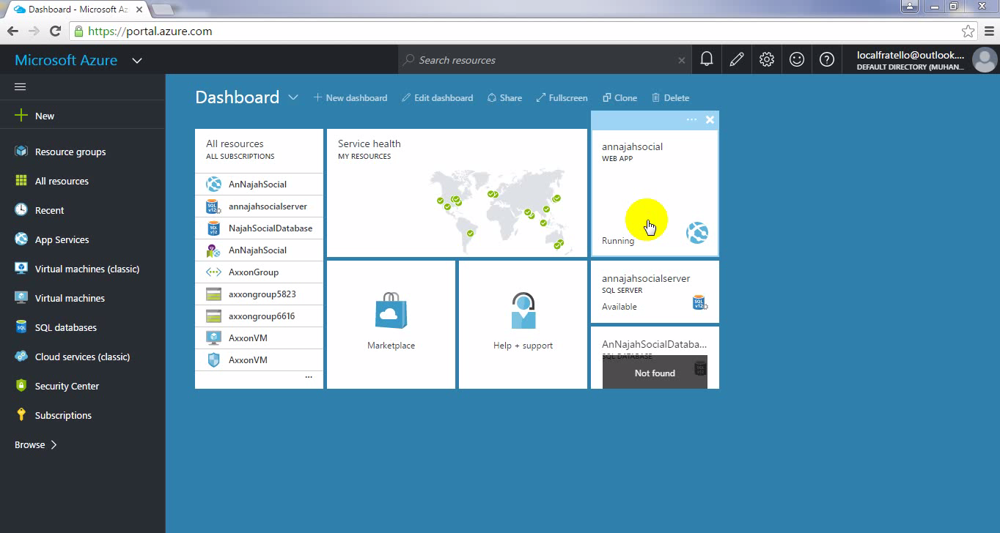 Dashboard - Microsoft Az
https://portal.azure.com
Microsoft Azure
Search resources
localfratello@outlook....
DEFAULT DIRECTORY (MUHAN...
New
Resource groups
All resources
Recent
App Services
Virtual machines (classic)
Virtual machines
SQL databases
Cloud services (classic)
Security Center
Subscriptions
Browse
Dashboard
New dashboard
Edit dashboard
Share
Fullscreen
Clone
Delete
All resources
ALL SUBSCRIPTIONS
AnNajahSocial
annajahsocialserver
NajahSocialDatabase
AnNajahSocial
AxxonGroup
axxongroup5823
axxongroup6616
AxxonVM
AxxonVM
...
Service health
MY RESOURCES
Marketplace
Help + support
annajahsocial
WEB APP
Running
annajahsocialserver
SQL SERVER
Available
AnNajahSocialDataba...
SQL DATABASE
Not found